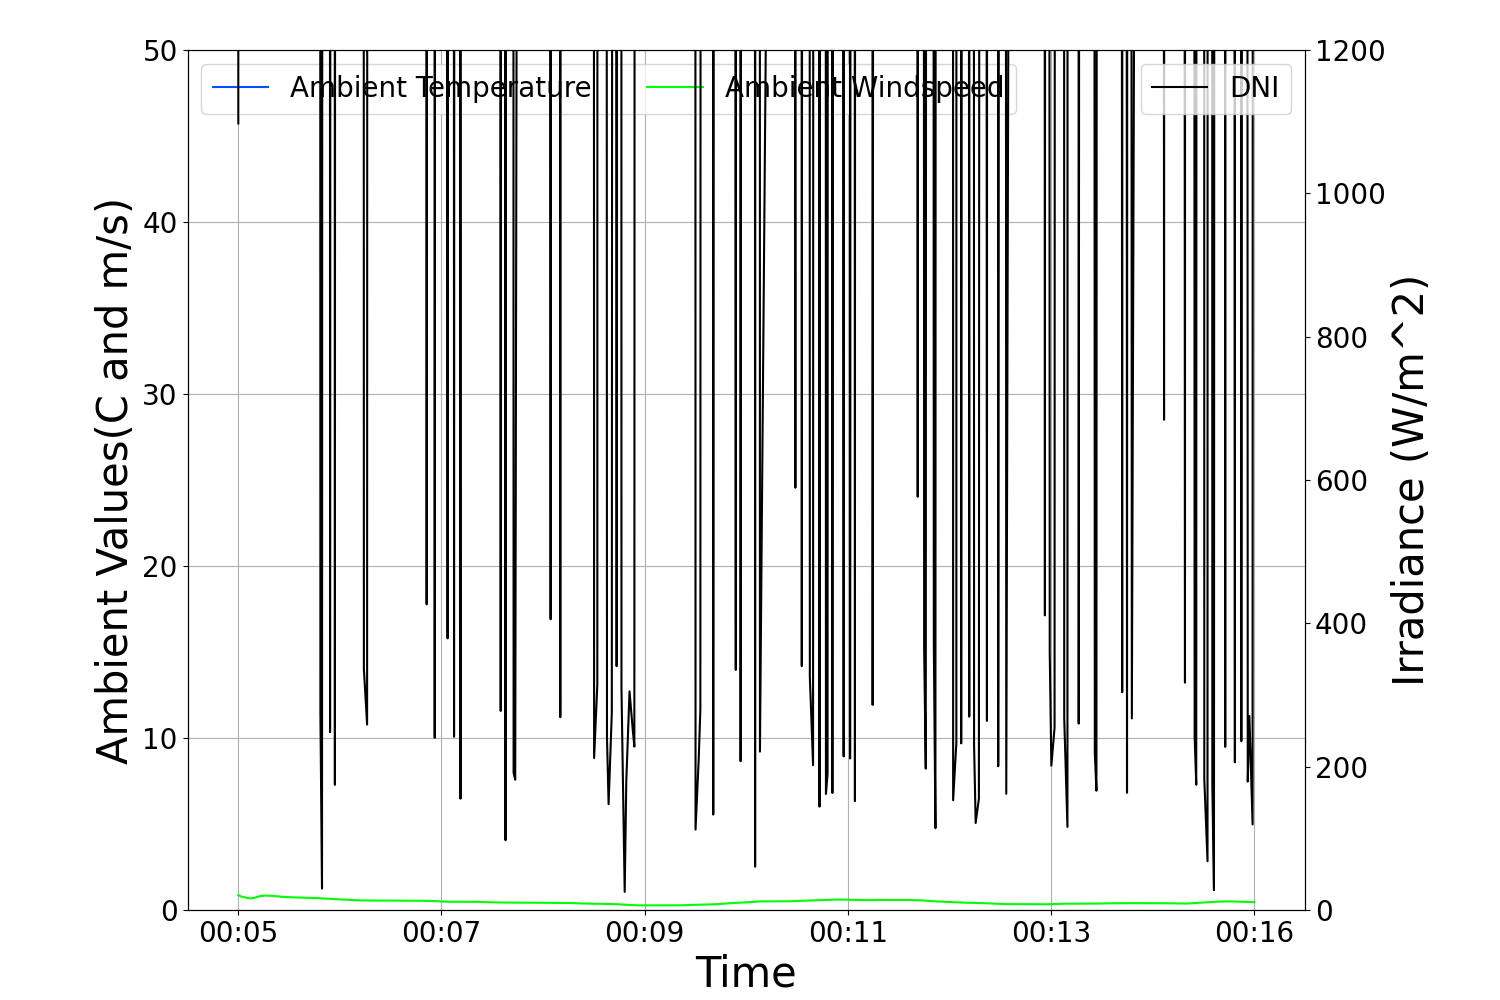 Ambient Temperature
Ambient Windspeed
DNI
Ambient Values(C and m/s)
50
40
30
20
10
0
1200
1000
800
600
400
200
0
Irradiance (W/m^2)
00:05 00:07 00:09 00:11 00:13 00:16
Time